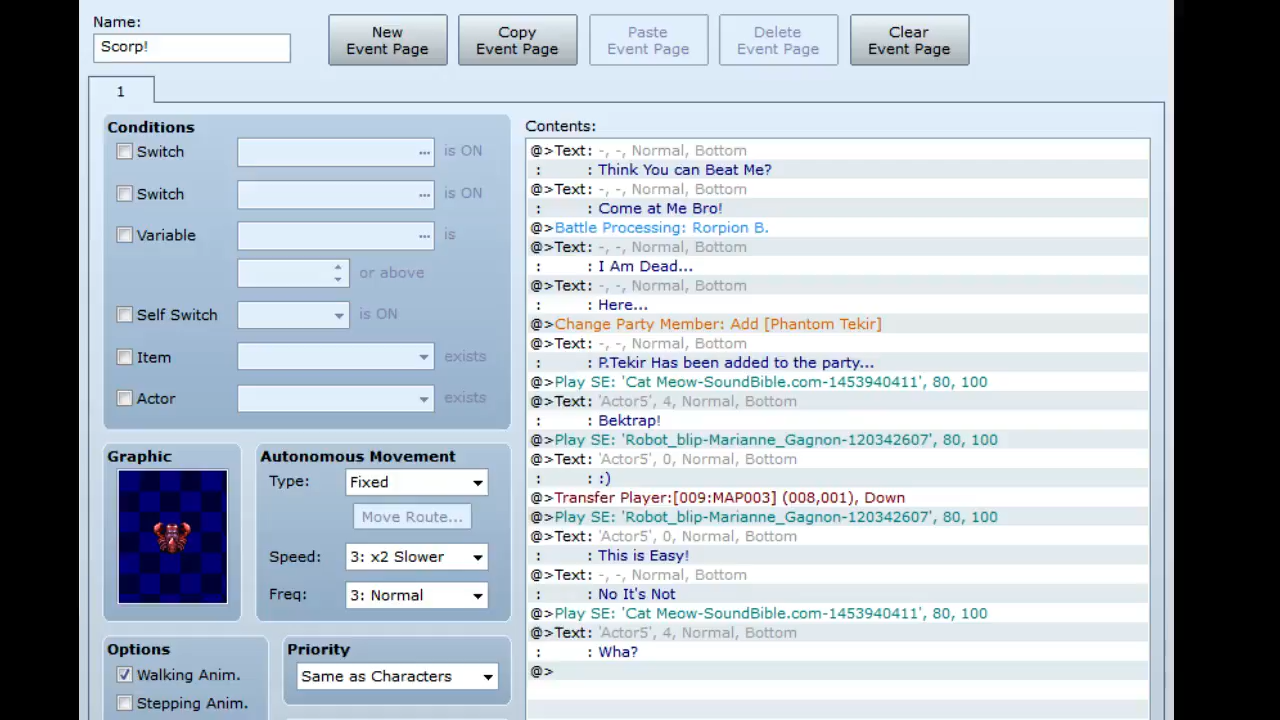 Name:
Scorp!
New
Event Page
Copy
Event Page
Paste
Event Page
Delete
Event Page
Clear
Event Page
1
Conditions
Switch ... is ON
Switch ... is ON
Variable ... is
or above
Self Switch is ON
Item exists
Actor exists
Graphic
Autonomous Movement
Type: Fixed
Move Route...
Speed: 3: x2 Slower
Freq: 3: Normal
Options
Walking Anim.
Stepping Anim.
Priority
Same as Characters
Contents:
@>Text: -, -, Normal, Bottom
: : Think You can Beat Me?
@>Text: -, -, Normal, Bottom
: : Come at Me Bro!
@>Battle Processing: Rorpion B.
@>Text: -, -, Normal, Bottom
: : I Am Dead...
@>Text: -, -, Normal, Bottom
: : Here...
@>Change Party Member: Add [Phantom Tekir]
@>Text: -, -, Normal, Bottom
: : P.Tekir Has been added to the party...
@>Play SE: 'Cat Meow-SoundBible.com-1453940411', 80, 100
@>Text: 'Actor5', 4, Normal, Bottom
: : Bektrap!
@>Play SE: 'Robot_blip-Marianne_Gagnon-120342607', 80, 100
@>Text: 'Actor5', 0, Normal, Bottom
: : :)
@>Transfer Player:[009:MAP003] (008,001), Down
@>Play SE: 'Robot_blip-Marianne_Gagnon-120342607', 80, 100
@>Text: 'Actor5', 0, Normal, Bottom
: : This is Easy!
@>Text: -, -, Normal, Bottom
: : No It's Not
@>Play SE: 'Cat Meow-SoundBible.com-1453940411', 80, 100
@>Text: 'Actor5', 4, Normal, Bottom
: : Wha?
@>